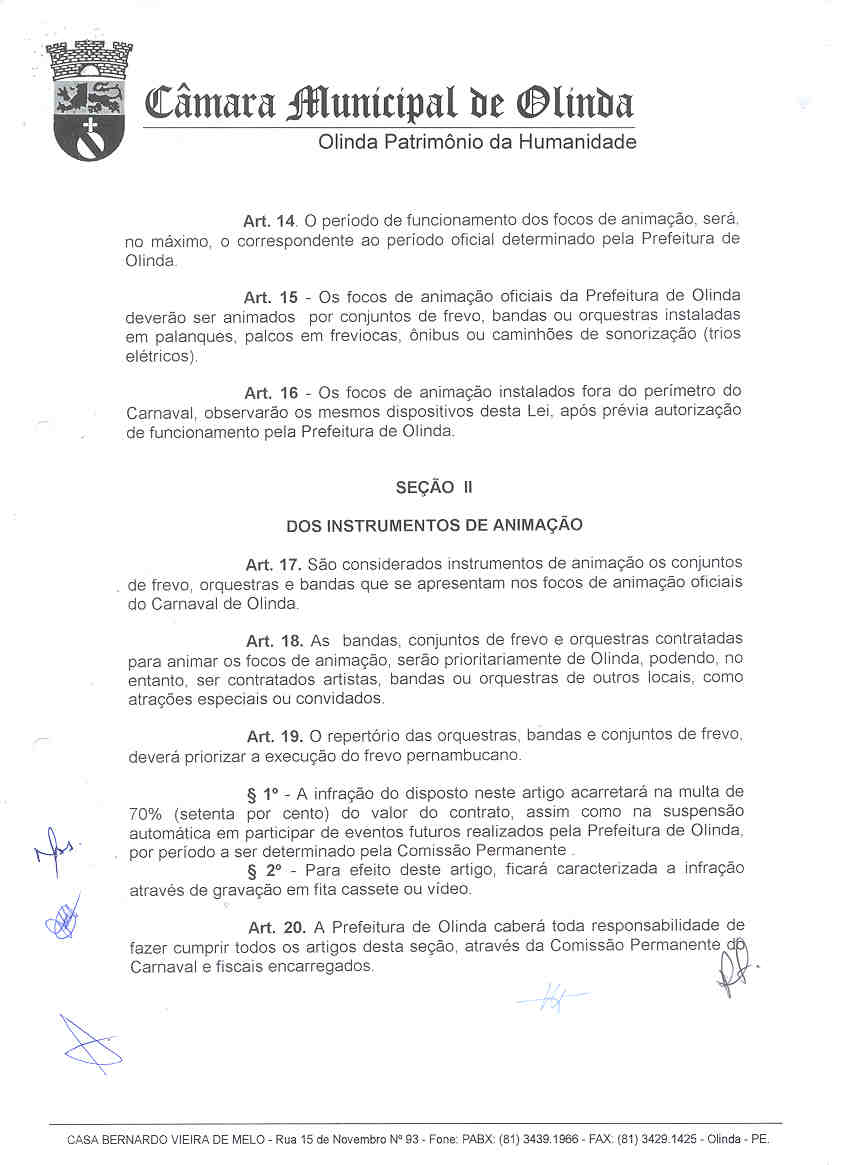 Câmara Municipal de Olinda
Olinda Patrimônio da Humanidade
Art. 14. O período de funcionamento dos focos de animação, será,
no máximo, o correspondente ao período oficial determinado pela Prefeitura de
Olinda.
Art. 15 - Os focos de animação oficiais da Prefeitura de Olinda
deverão ser animados por conjuntos de frevo, bandas ou orquestras instaladas
em palanques, palcos em freviocas, ônibus ou caminhões de sonorização (trios
elétricos).
Art. 16 - Os focos de animação instalados fora do perímetro do
Carnaval, observarão os mesmos dispositivos desta Lei, após prévia autorização
de funcionamento pela Prefeitura de Olinda.
SEÇÃO II
DOS INSTRUMENTOS DE ANIMAÇÃO
Art. 17. São considerados instrumentos de animação os conjuntos
de frevo, orquestras e bandas que se apresentam nos focos de animação oficiais
do Carnaval de Olinda.
Art. 18. As bandas, conjuntos de frevo e orquestras contratadas
para animar os focos de animação, serão prioritariamente de Olinda, podendo, no
entanto, ser contratados artistas, bandas ou orquestras de outros locais, como
atrações especiais ou convidados.
Art. 19. O repertório das orquestras, bandas e conjuntos de frevo,
deverá priorizar a execução do frevo pernambucano.
§ 1º - A infração do disposto neste artigo acarretará na multa de
70% (setenta por cento) do valor do contrato, assim como na suspensão
automática em participar de eventos futuros realizados pela Prefeitura de Olinda,
por período a ser determinado pela Comissão Permanente .
§ 2º - Para efeito deste artigo, ficará caracterizada a infração
através de gravação em fita cassete ou vídeo.
Art. 20. A Prefeitura de Olinda caberá toda responsabilidade de
fazer cumprir todos os artigos desta seção, através da Comissão Permanente do
Carnaval e fiscais encarregados.
CASA BERNARDO VIEIRA DE MELO - Rua 15 de Novembro Nº 93 - Fone: PABX: (81) 3439.1966 - FAX: (81) 3429.1425 - Olinda - PE.